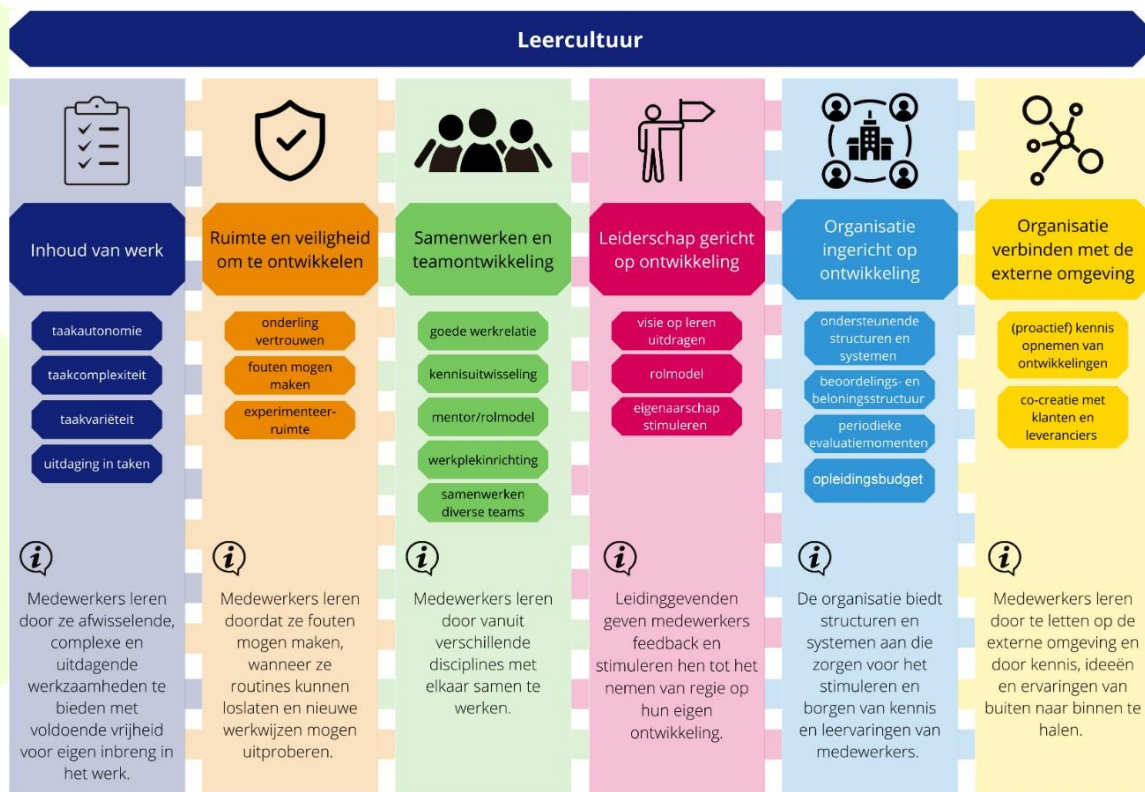 Leercultuur
Inhoud van werk
taakautonomie
taakcomplexiteit
taakvariëteit
uitdaging in taken
i
Medewerkers leren
door ze afwisselende,
complexe en
uitdagende
werkzaamheden te
bieden met
voldoende vrijheid
voor eigen inbreng in
het werk.
Ruimte en veiligheid
om te ontwikkelen
onderling
vertrouwen
fouten mogen
maken
experimenteer-
ruimte
i
Medewerkers leren
doordat ze fouten
mogen maken,
wanneer ze
routines kunnen
loslaten en nieuwe
werkwijzen mogen
uitproberen.
Samenwerken en
teamontwikkeling
goede werkrelatie
kennisuitwisseling
mentor/rolmodel
werkplekinrichting
samenwerken
diverse teams
i
Medewerkers leren
door vanuit
verschillende
disciplines met
elkaar samen te
werken.
Leiderschap gericht
op ontwikkeling
visie op leren
uitdragen
rolmodel
eigenaarschap
stimuleren
i
Leidinggevenden
geven medewerkers
feedback en
stimuleren hen tot het
nemen van regie op
hun eigen
ontwikkeling.
Organisatie
ingericht op
ontwikkeling
ondersteunende
structuren en
systemen
beoordelings- en
beloningsstructuur
periodieke
evaluatiemomenten
opleidingsbudget
i
De organisatie biedt
structuren en
systemen aan die
zorgen voor het
stimuleren en
borgen van kennis
en leervaringen van
medewerkers.
Organisatie
verbinden met de
externe omgeving
(proactief) kennis
opnemen van
ontwikkelingen
co-creatie met
klanten en
leveranciers
i
Medewerkers leren
door te letten op de
externe omgeving en
door kennis, ideeën
en ervaringen van
buiten naar binnen te
halen.